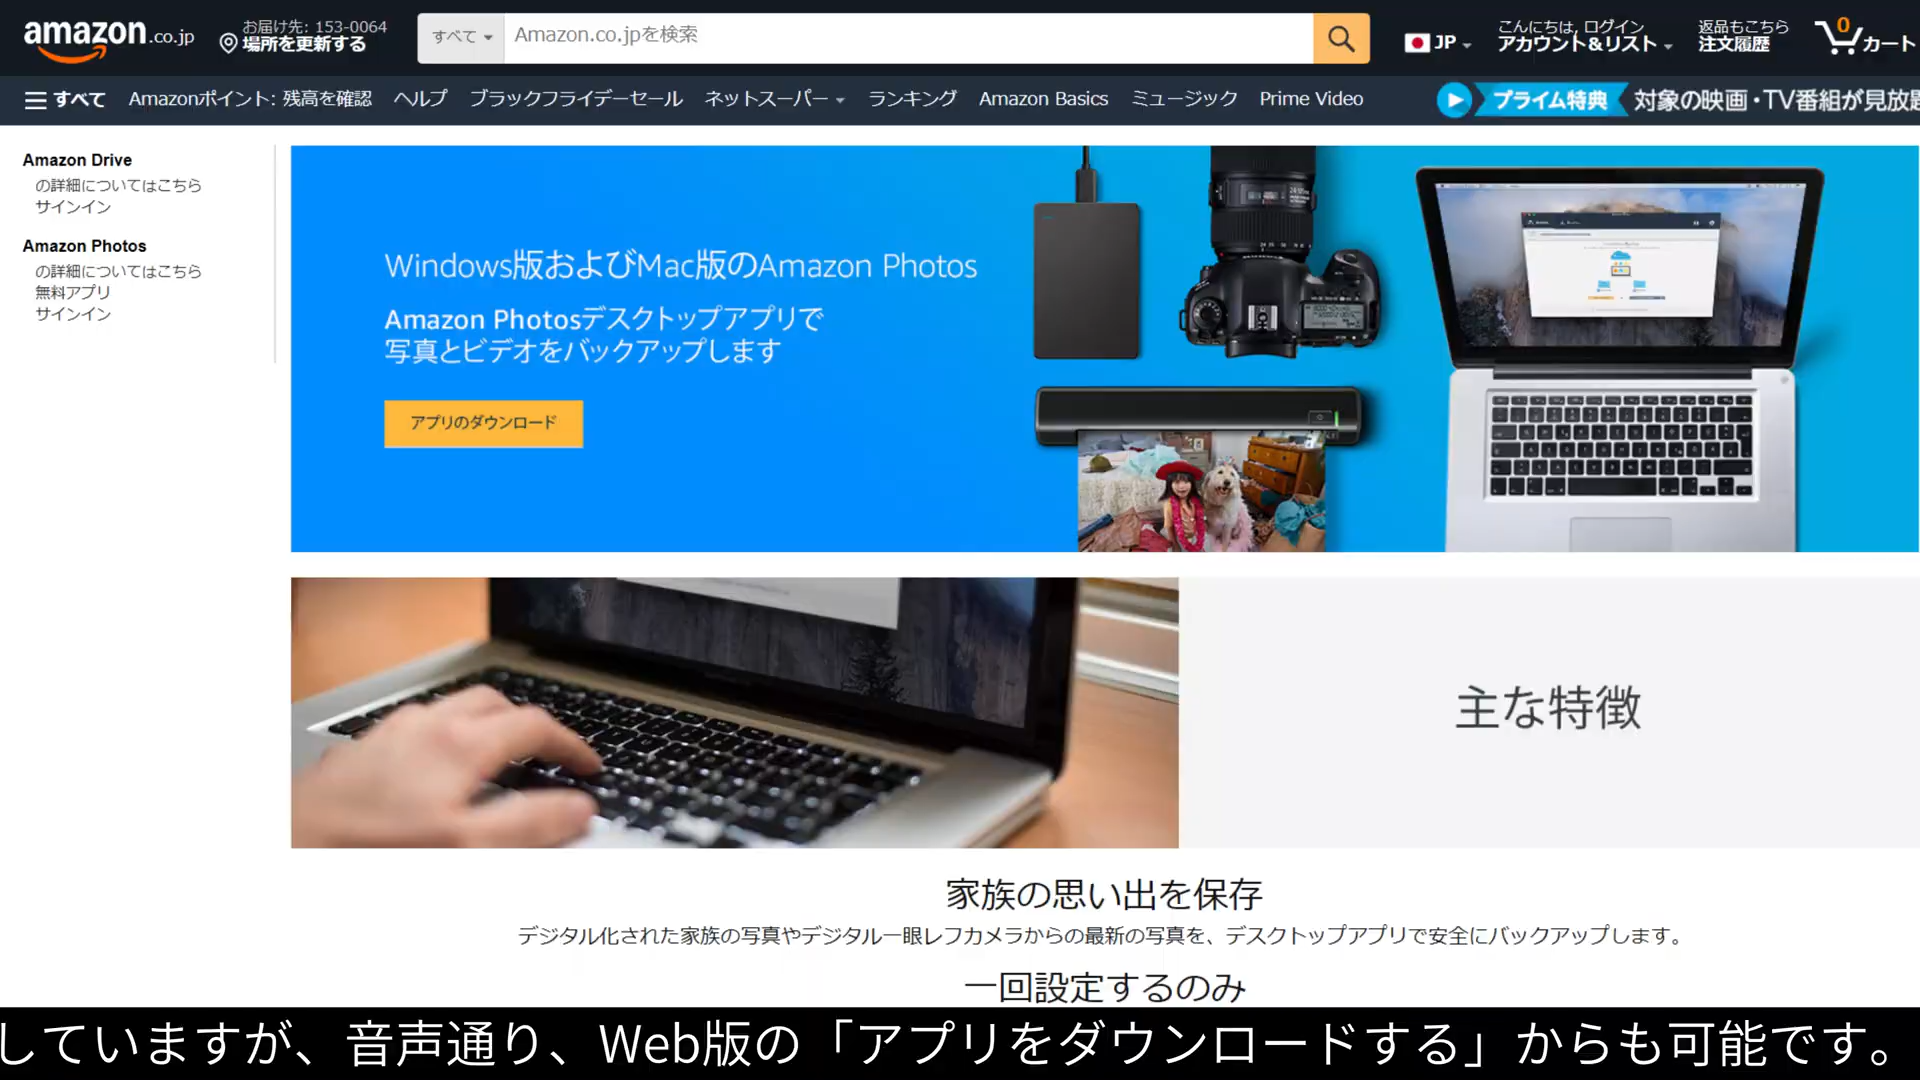 amazon.co.jp
お届け先: 153-0064
場所を更新する
すべて
Amazon.co.jpを検索
JP
こんにちは, ログイン
アカウント&リスト
返品もこちら
注文履歴
0
カート
すべて
Amazonポイント: 残高を確認
ヘルプ
ブラックフライデーセール
ネットスーパー
ランキング
Amazon Basics
ミュージック
Prime Video
プライム特典
対象の映画・TV番組が見放題
Amazon Drive
の詳細についてはこちら
サインイン
Amazon Photos
の詳細についてはこちら
無料アプリ
サインイン
Windows版およびMac版のAmazon Photos
Amazon Photosデスクトップアプリで
写真とビデオをバックアップします
アプリのダウンロード
主な特徴
家族の思い出を保存
デジタル化された家族の写真やデジタル一眼レフカメラからの最新の写真を、デスクトップアプリで安全にバックアップします。
一回設定するのみ
していますが、音声通り、Web版の「アプリをダウンロードする」からも可能です。